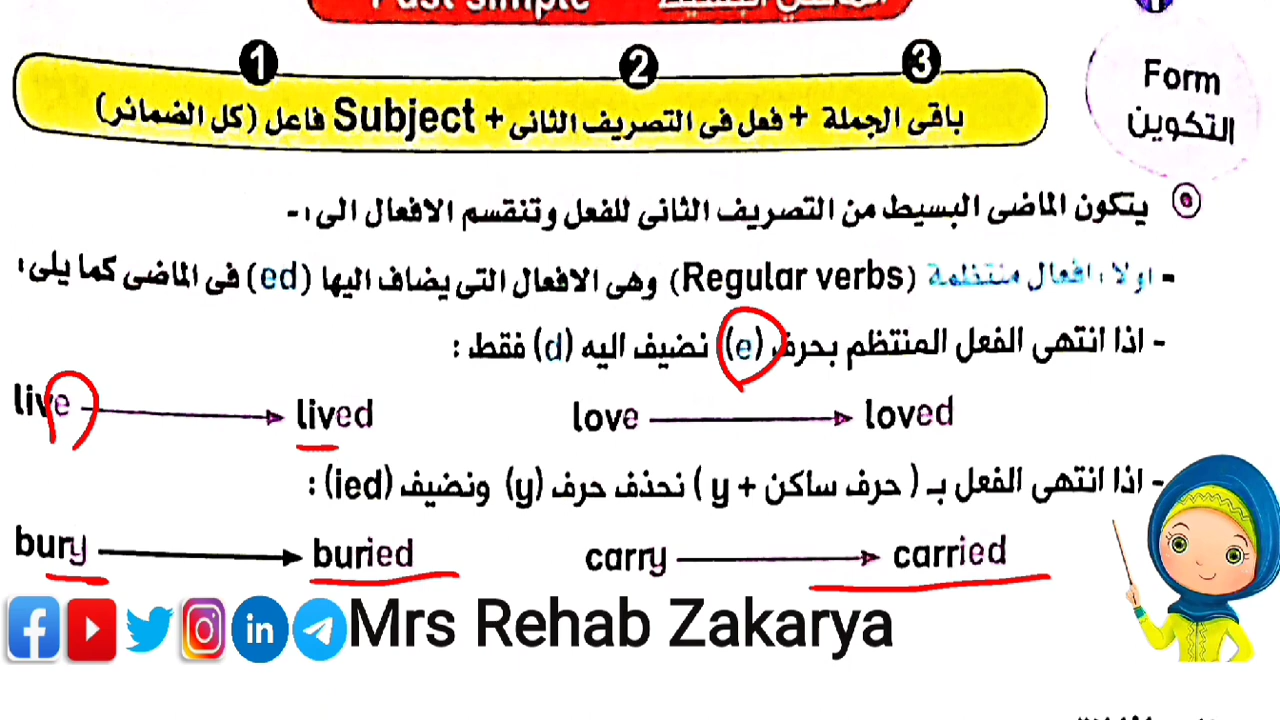 Past simple الماضي البسيط
Form
التكوين
1 2 3
فاعل (كل الضمائر) Subject + فعل فى التصريف الثانى + باقى الجملة
يتكون الماضى البسيط من التصريف الثانى للفعل وتنقسم الافعال الى :-
- اولا : افعال منتظمة (Regular verbs) وهى الافعال التى يضاف اليها (ed) فى الماضى كما يلى :
- اذا انتهى الفعل المنتظم بحرف (e) نضيف اليه (d) فقط :
live lived love loved
- اذا انتهى الفعل بـ ( حرف ساكن + y ) نحذف حرف (y) ونضيف (ied) :
bury buried carry carried
Mrs Rehab Zakarya